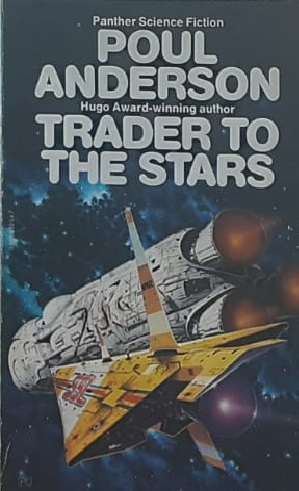 Panther Science Fiction
POUL
ANDERSON
Hugo Award-winning author
TRADER TO
THE STARS